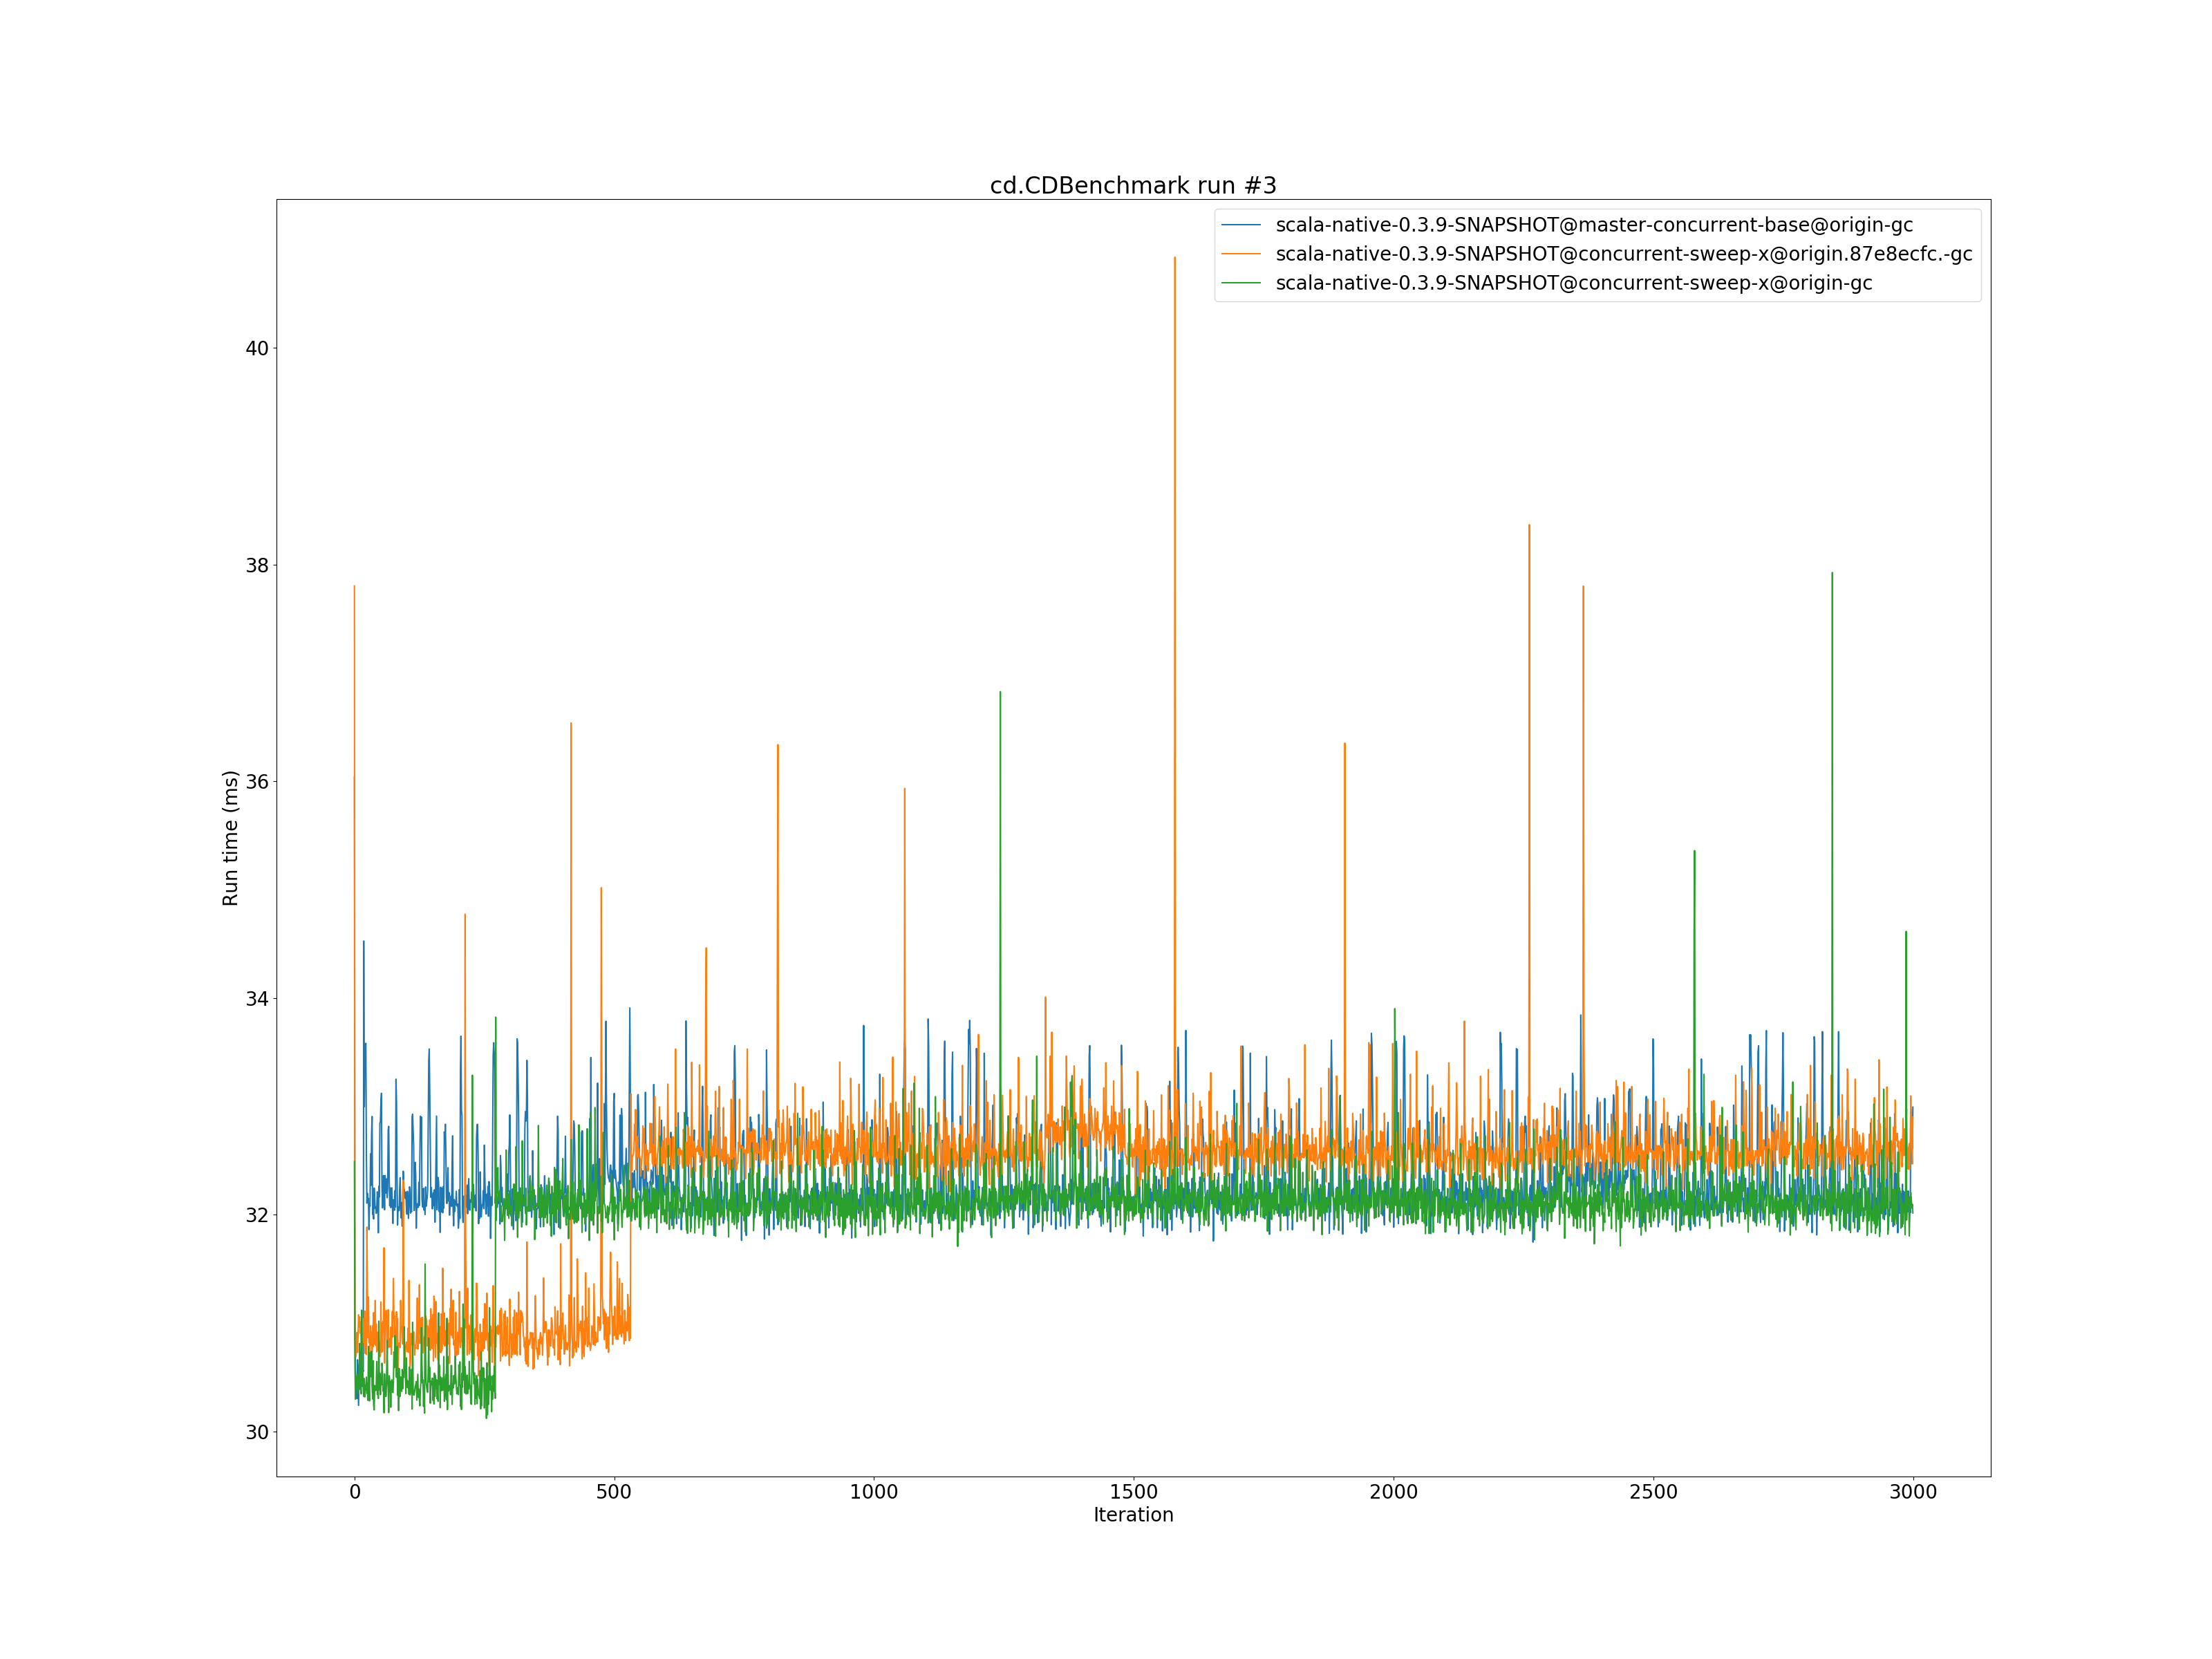 cd.CDBenchmark run #3
scala-native-0.3.9-SNAPSHOT@master-concurrent-base@origin-gc
scala-native-0.3.9-SNAPSHOT@concurrent-sweep-x@origin.87e8ecfc.-gc
scala-native-0.3.9-SNAPSHOT@concurrent-sweep-x@origin-gc
Run time (ms)
40
38
36
34
32
30
0 500 1000 1500 2000 2500 3000
Iteration